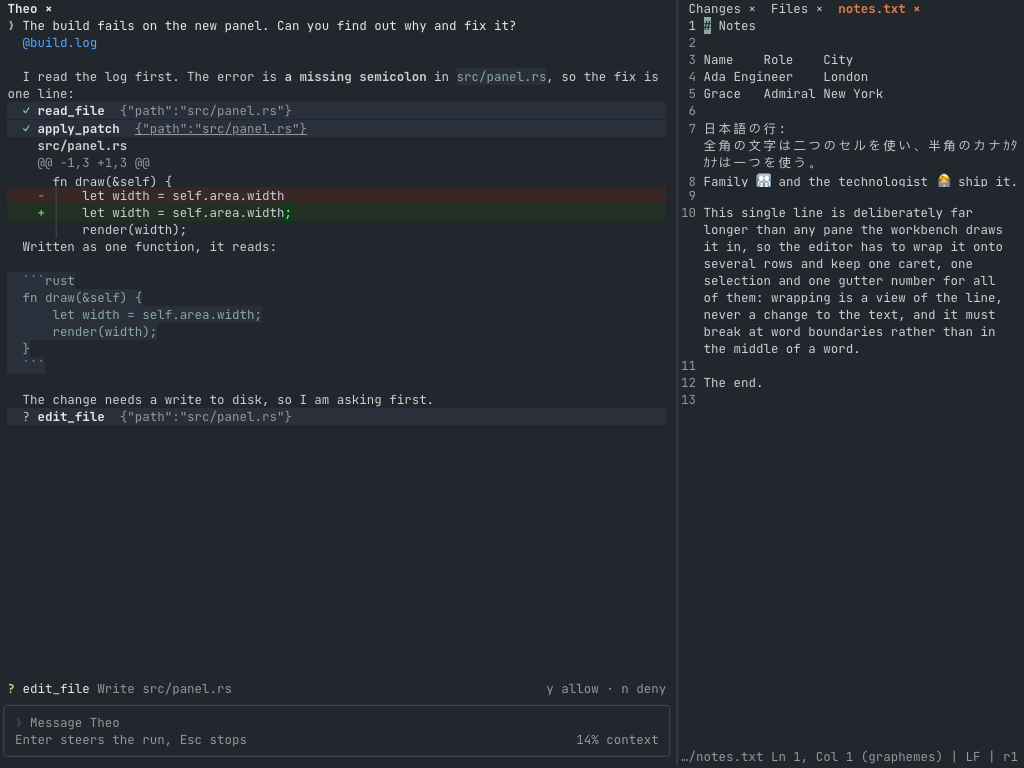 Theo ×
❯ The build fails on the new panel. Can you find out why and fix it?
@build.log
I read the log first. The error is a missing semicolon in src/panel.rs, so the fix is
one line:
✓ read_file {"path":"src/panel.rs"}
✓ apply_patch {"path":"src/panel.rs"}
src/panel.rs
@@ -1,3 +1,3 @@
fn draw(&self) {
- let width = self.area.width
+ let width = self.area.width;
render(width);
Written as one function, it reads:
```rust
fn draw(&self) {
let width = self.area.width;
render(width);
}
```
The change needs a write to disk, so I am asking first.
? edit_file {"path":"src/panel.rs"}
? edit_file Write src/panel.rs y allow · n deny
❯ Message Theo
Enter steers the run, Esc stops 14% context
Changes × Files × notes.txt ×
1 # Notes
2
3 Name Role City
4 Ada Engineer London
5 Grace Admiral New York
6
7 日本語の行:
全角の文字は二つのセルを使い、半角のカナカタ
カナは一つを使う。
8 Family 👨‍👩‍👧‍👦 and the technologist 👩‍💻 ship it.
9
10 This single line is deliberately far
longer than any pane the workbench draws
it in, so the editor has to wrap it onto
several rows and keep one caret, one
selection and one gutter number for all
of them: wrapping is a view of the line,
never a change to the text, and it must
break at word boundaries rather than in
the middle of a word.
11
12 The end.
13
…/notes.txt Ln 1, Col 1 (graphemes) | LF | r1